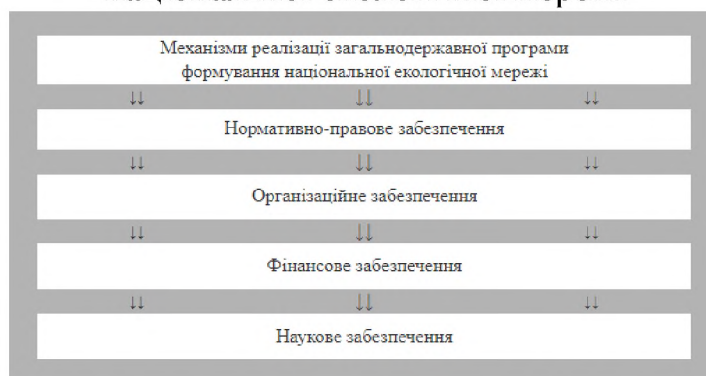 Механізми реалізації загальнодержавної програми
формування національної екологічної мережі
↓↓ ↓↓ ↓↓
Нормативно-правове забезпечення
↓↓ ↓↓ ↓↓
Організаційне забезпечення
↓↓ ↓↓ ↓↓
Фінансове забезпечення
↓↓ ↓↓ ↓↓
Наукове забезпечення